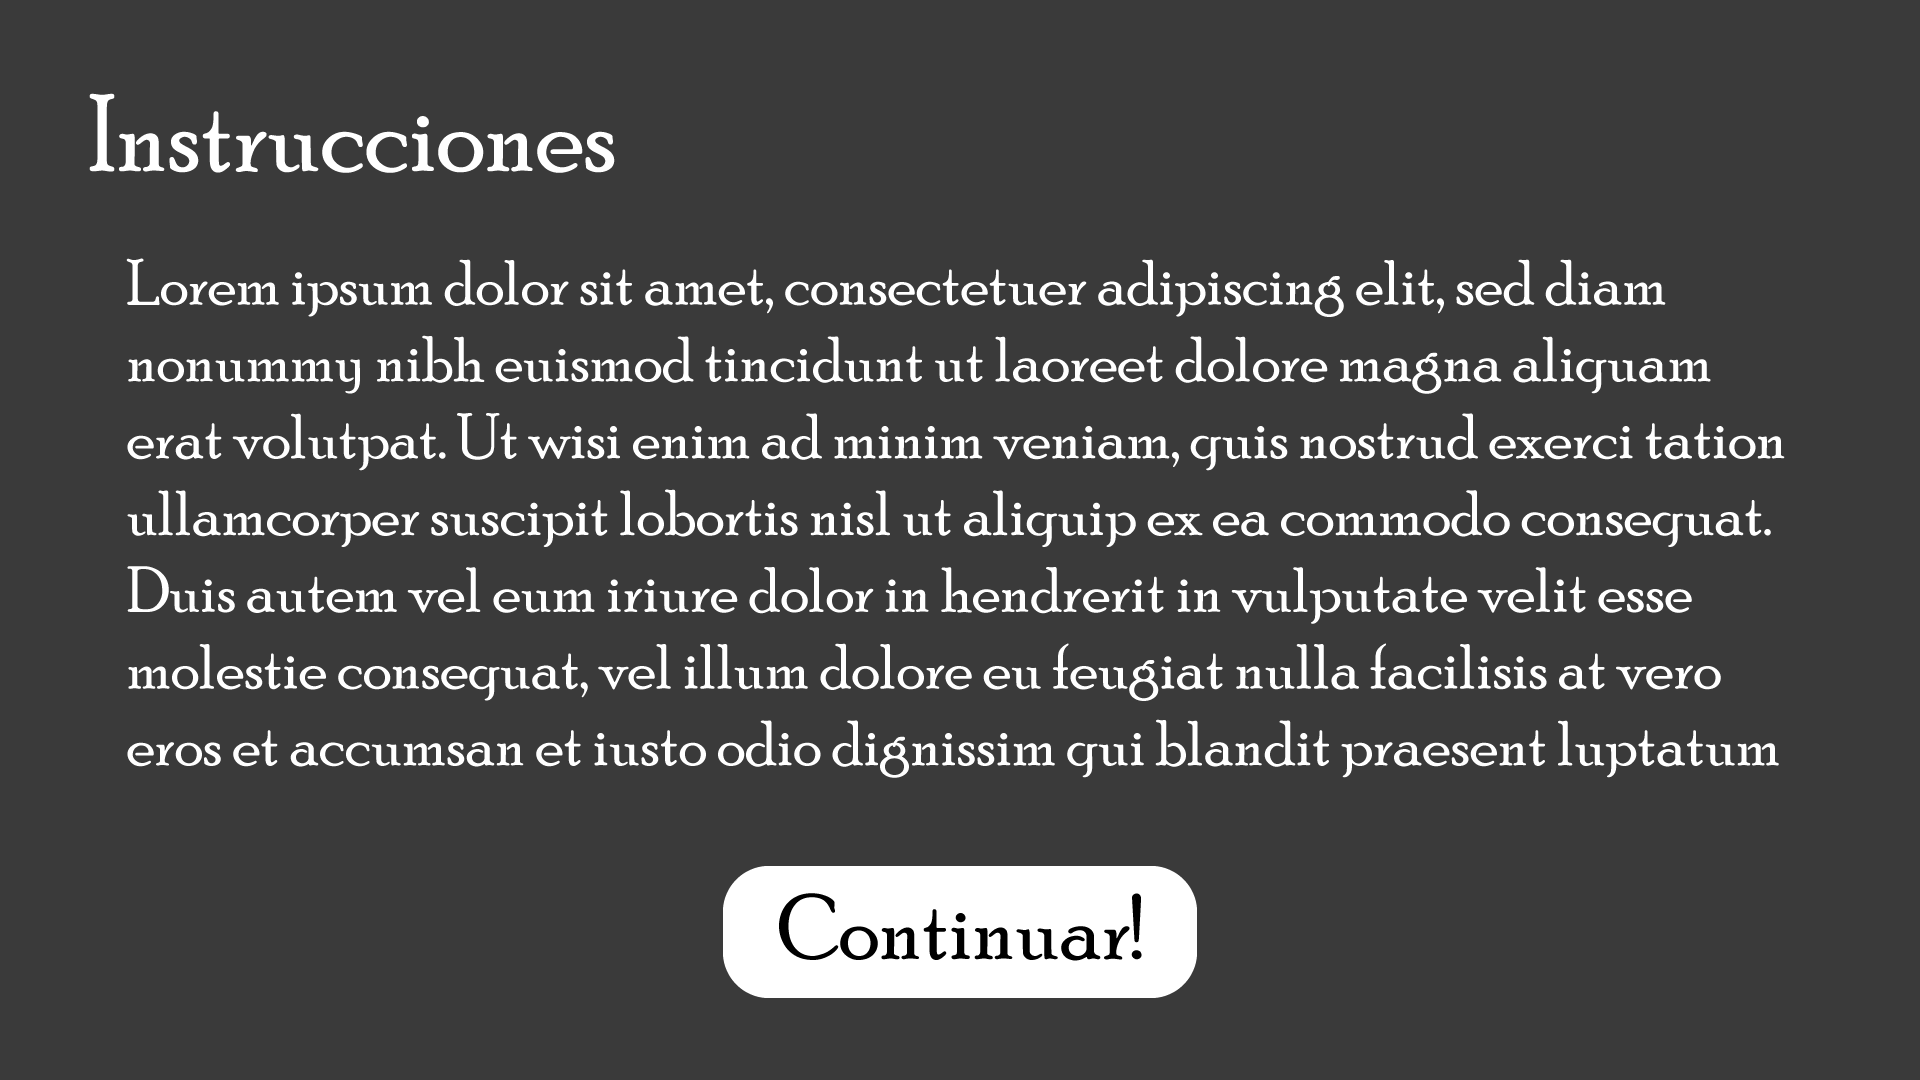 Instrucciones
Lorem ipsum dolor sit amet, consectetuer adipiscing elit, sed diam
nonummy nibh euismod tincidunt ut laoreet dolore magna aliquam
erat volutpat. Ut wisi enim ad minim veniam, quis nostrud exerci tation
ullamcorper suscipit lobortis nisl ut aliquip ex ea commodo consequat.
Duis autem vel eum iriure dolor in hendrerit in vulputate velit esse
molestie consequat, vel illum dolore eu feugiat nulla facilisis at vero
eros et accumsan et iusto odio dignissim qui blandit praesent luptatum
Continuar!